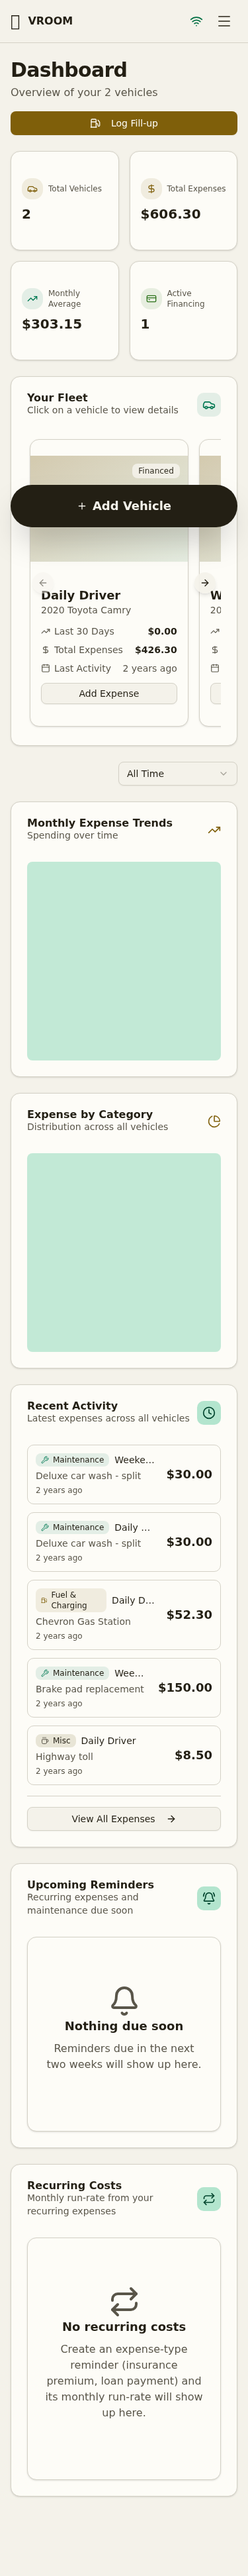 VROOM
Dashboard
Overview of your 2 vehicles
Log Fill-up
Total Vehicles
2
Total Expenses
$606.30
Monthly
Average
$303.15
Active
Financing
1
Your Fleet
Click on a vehicle to view details
Financed
Add Vehicle
Daily Driver
2020 Toyota Camry
Last 30 Days $0.00
Total Expenses $426.30
Last Activity 2 years ago
Add Expense
W
20
All Time
Monthly Expense Trends
Spending over time
Expense by Category
Distribution across all vehicles
Recent Activity
Latest expenses across all vehicles
Maintenance Weeke...
Deluxe car wash - split $30.00
2 years ago
Maintenance Daily ...
Deluxe car wash - split $30.00
2 years ago
Fuel &
Charging
Daily D...
Chevron Gas Station $52.30
2 years ago
Maintenance Wee...
Brake pad replacement $150.00
2 years ago
Misc Daily Driver
Highway toll $8.50
2 years ago
View All Expenses
Upcoming Reminders
Recurring expenses and
maintenance due soon
Nothing due soon
Reminders due in the next
two weeks will show up here.
Recurring Costs
Monthly run-rate from your
recurring expenses
No recurring costs
Create an expense-type
reminder (insurance
premium, loan payment) and
its monthly run-rate will show
up here.